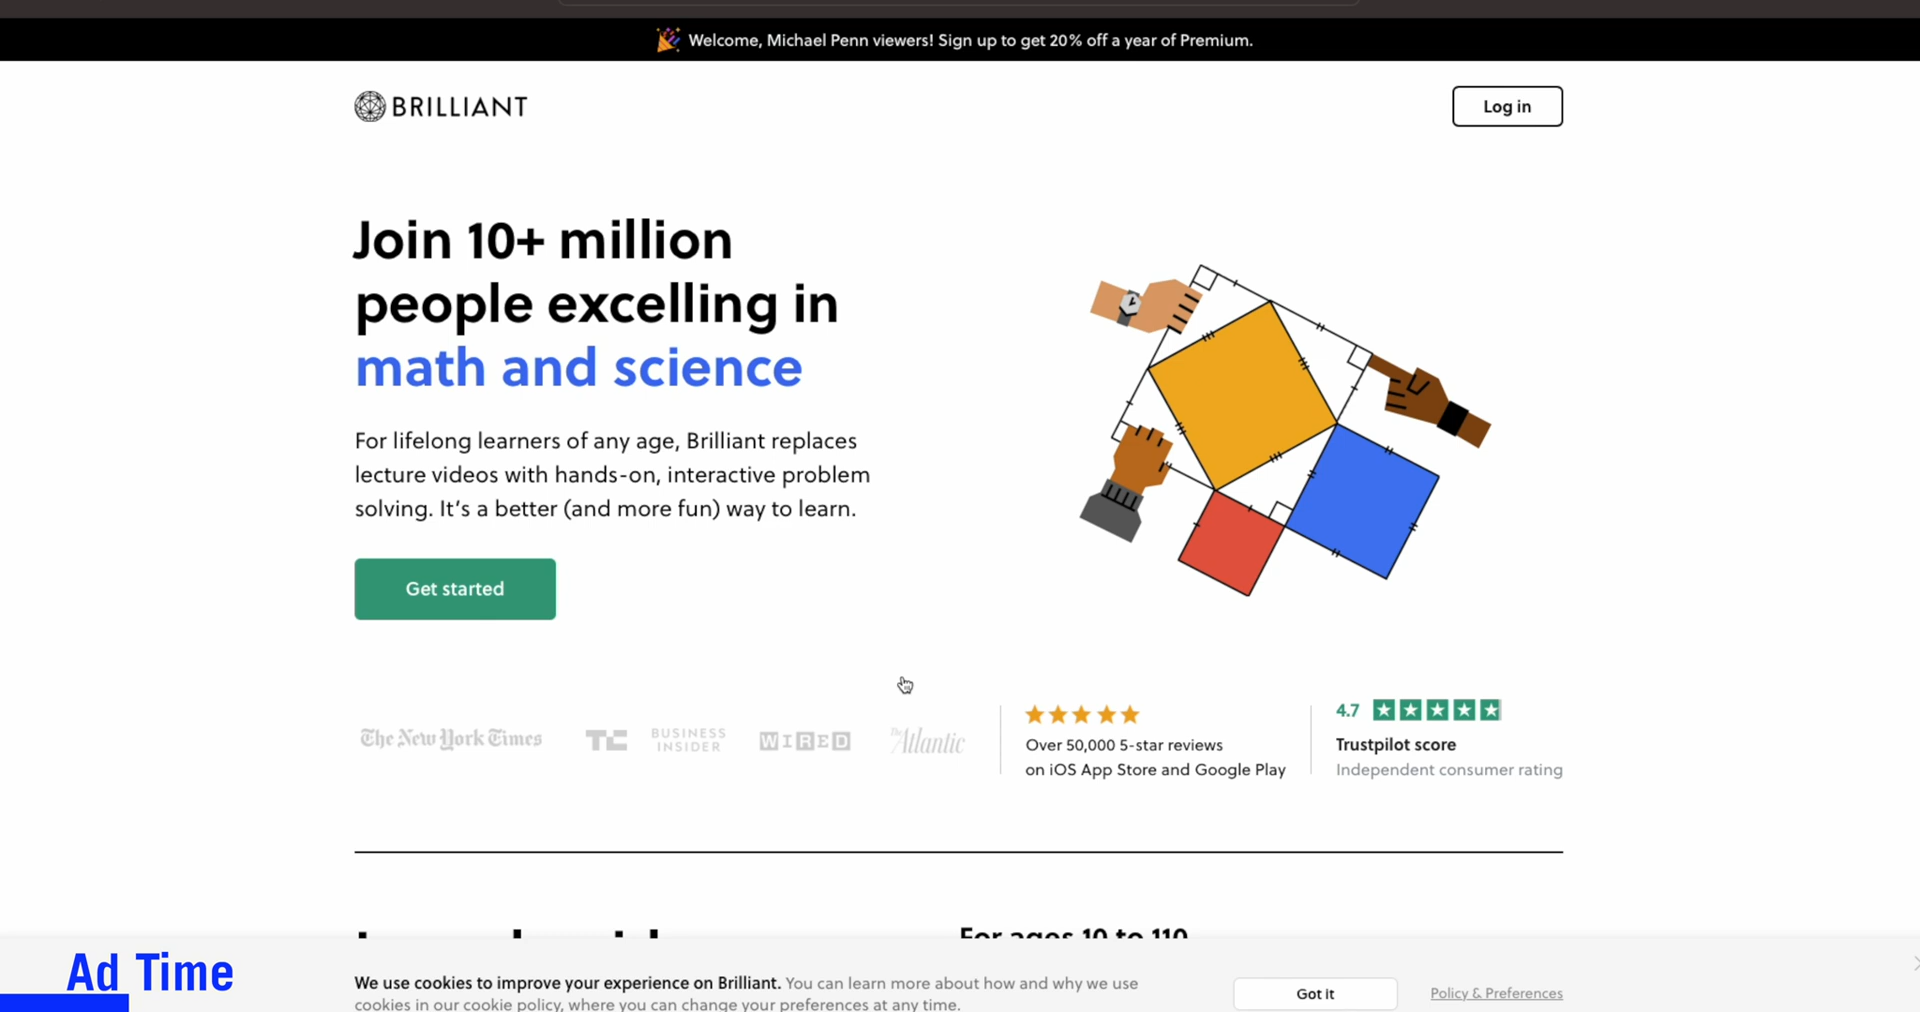 Welcome, Michael Penn viewers! Sign up to get 20% off a year of Premium.
BRILLIANT
Log in
Join 10+ million
people excelling in
math and science
For lifelong learners of any age, Brilliant replaces
lecture videos with hands-on, interactive problem
solving. It's a better (and more fun) way to learn.
Get started
The New York Times
TC
BUSINESS
INSIDER
WIRED
The Atlantic
Over 50,000 5-star reviews
on iOS App Store and Google Play
4.7
Trustpilot score
Independent consumer rating
For ages 10 to 110
Ad Time
We use cookies to improve your experience on Brilliant. You can learn more about how and why we use
cookies in our cookie policy, where you can change your preferences at any time.
Got it
Policy & Preferences